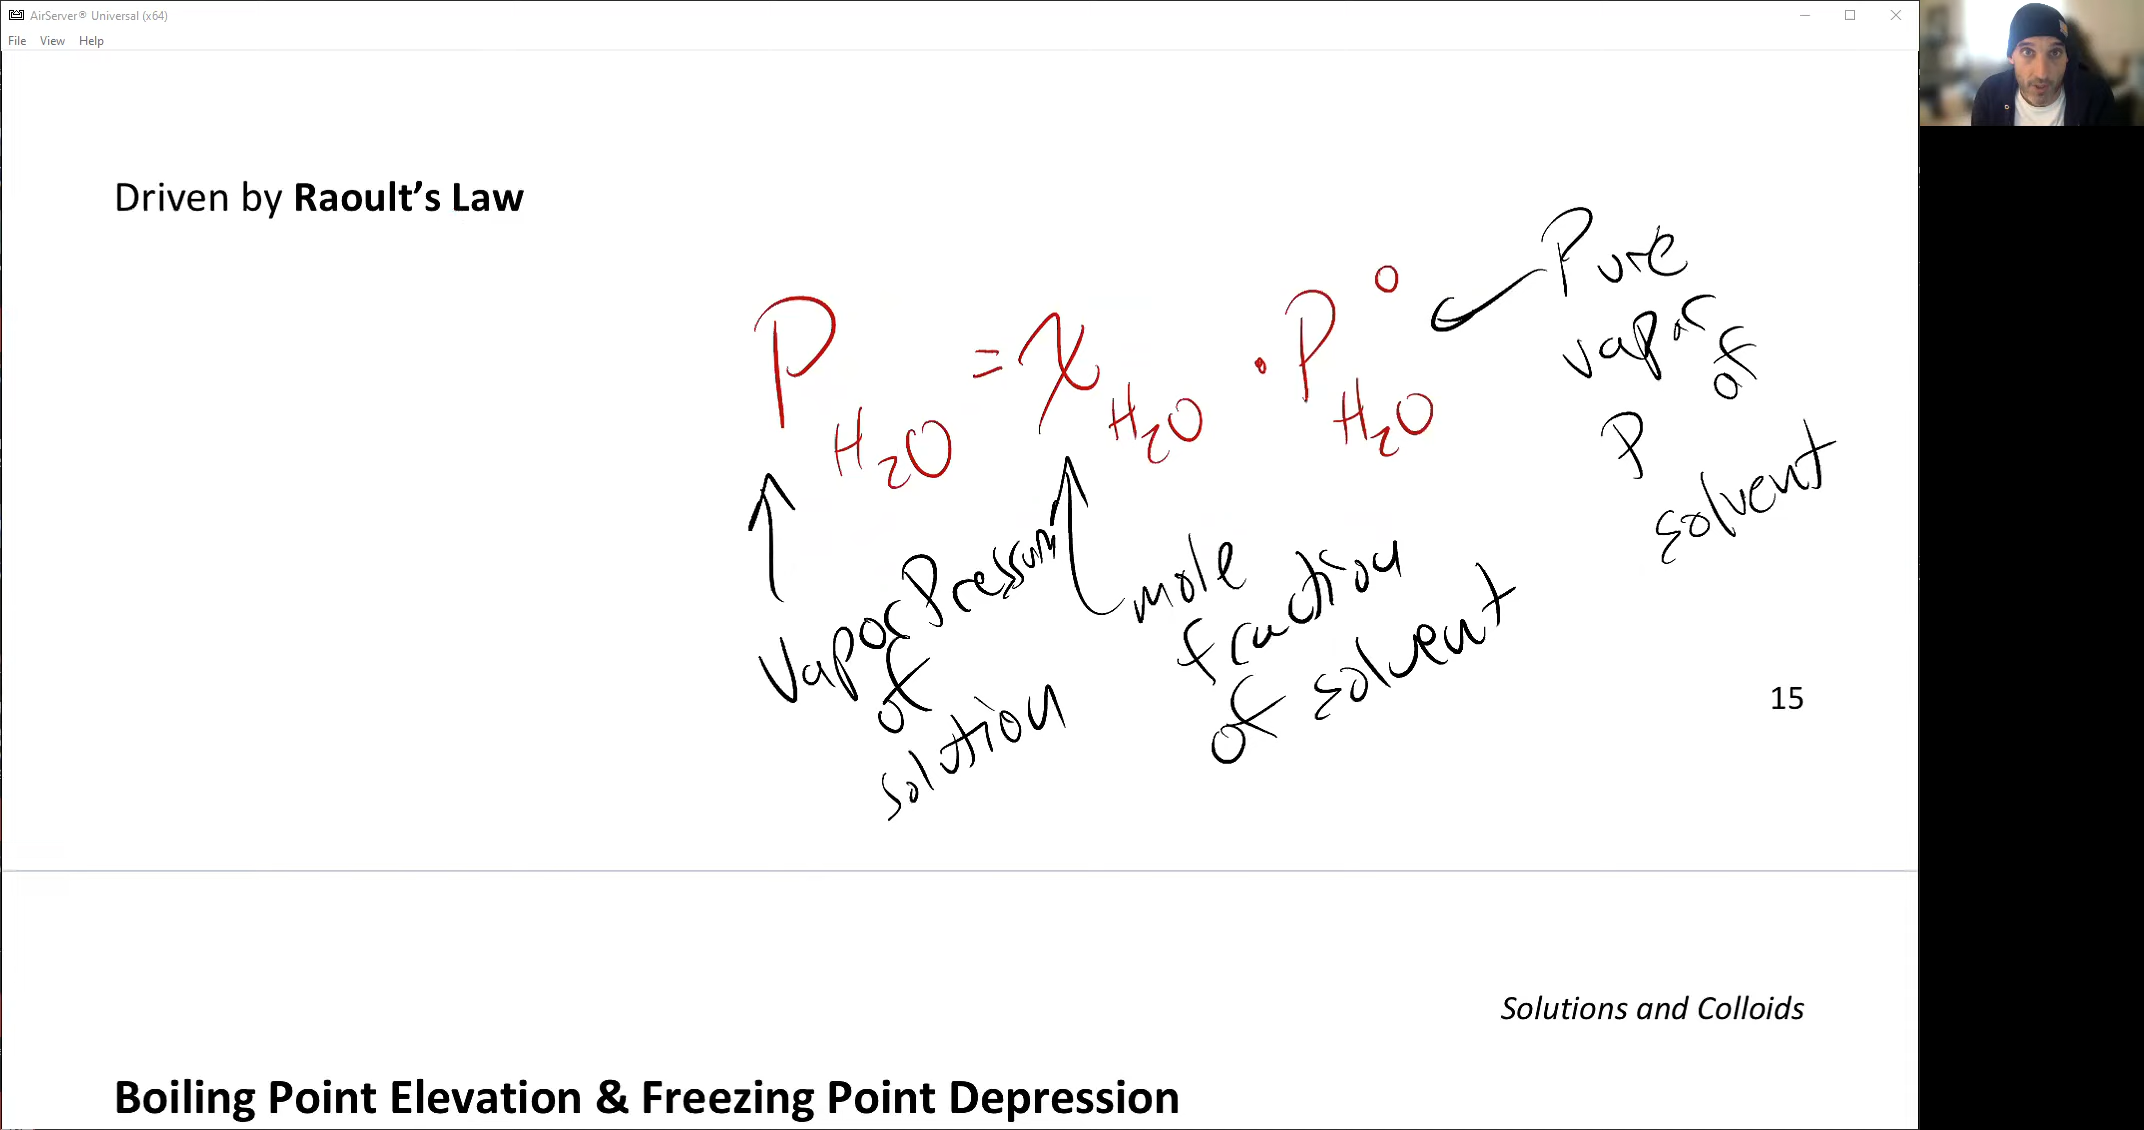 AirServer® Universal (x64)
File View Help
Driven by Raoult's Law
P H₂O = χ H₂O · P° H₂O
Pure
vapor of
P
solvent
Vapor Pressure
of
solution
mole
fraction
of solvent
15
Solutions and Colloids
Boiling Point Elevation & Freezing Point Depression